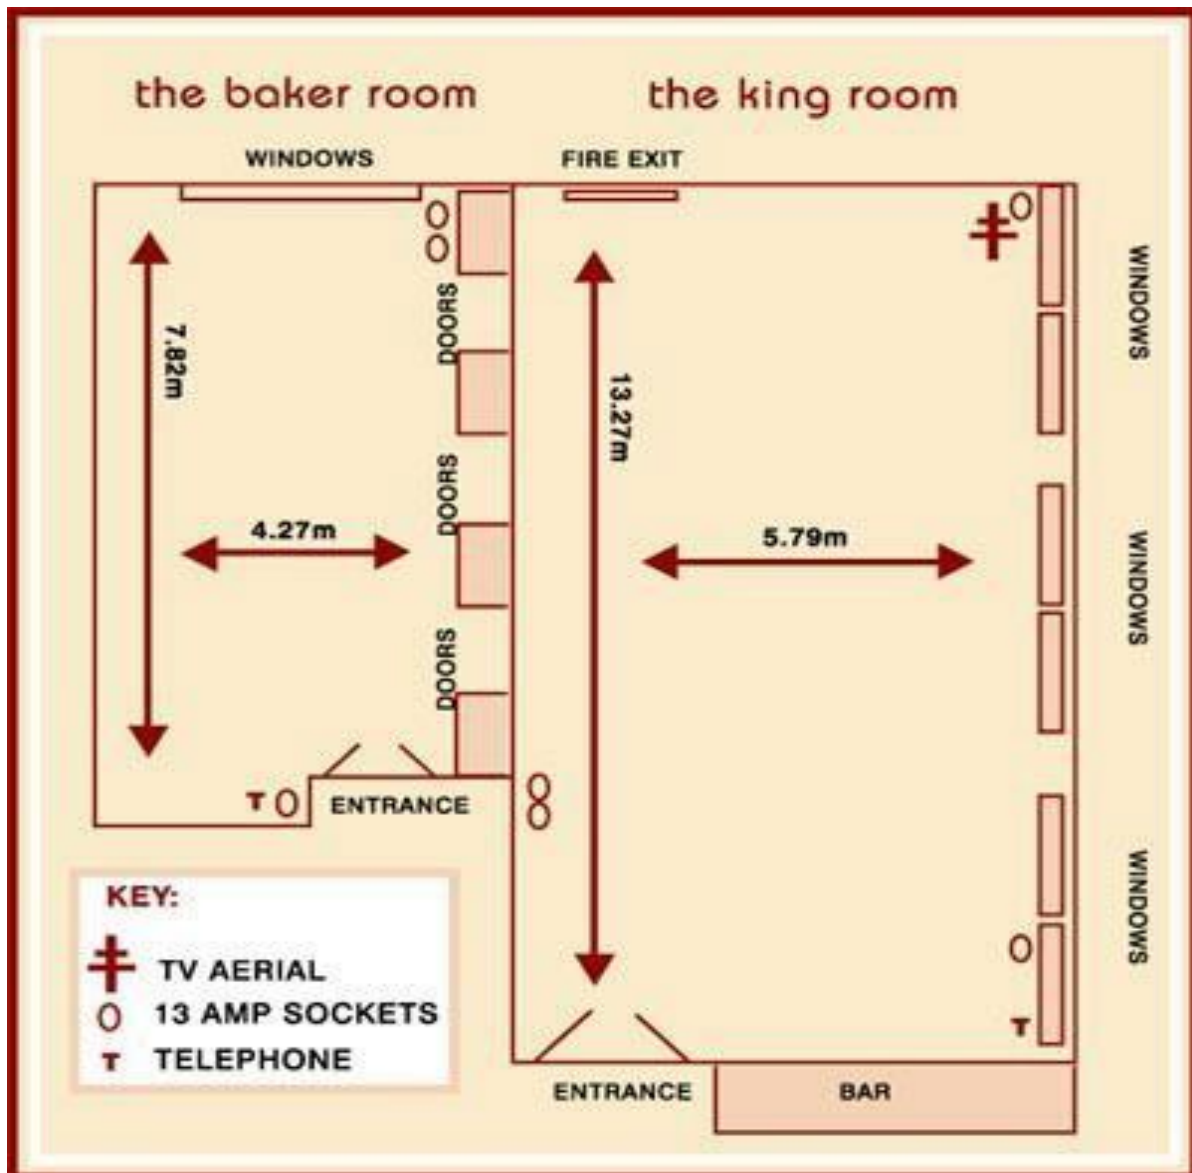 the baker room
the king room
WINDOWS
FIRE EXIT
WINDOWS
DOORS
7.82m
13.27m
DOORS
4.27m
5.79m
WINDOWS
DOORS
T
ENTRANCE
WINDOWS
KEY:
TV AERIAL
13 AMP SOCKETS
T
T TELEPHONE
ENTRANCE
BAR